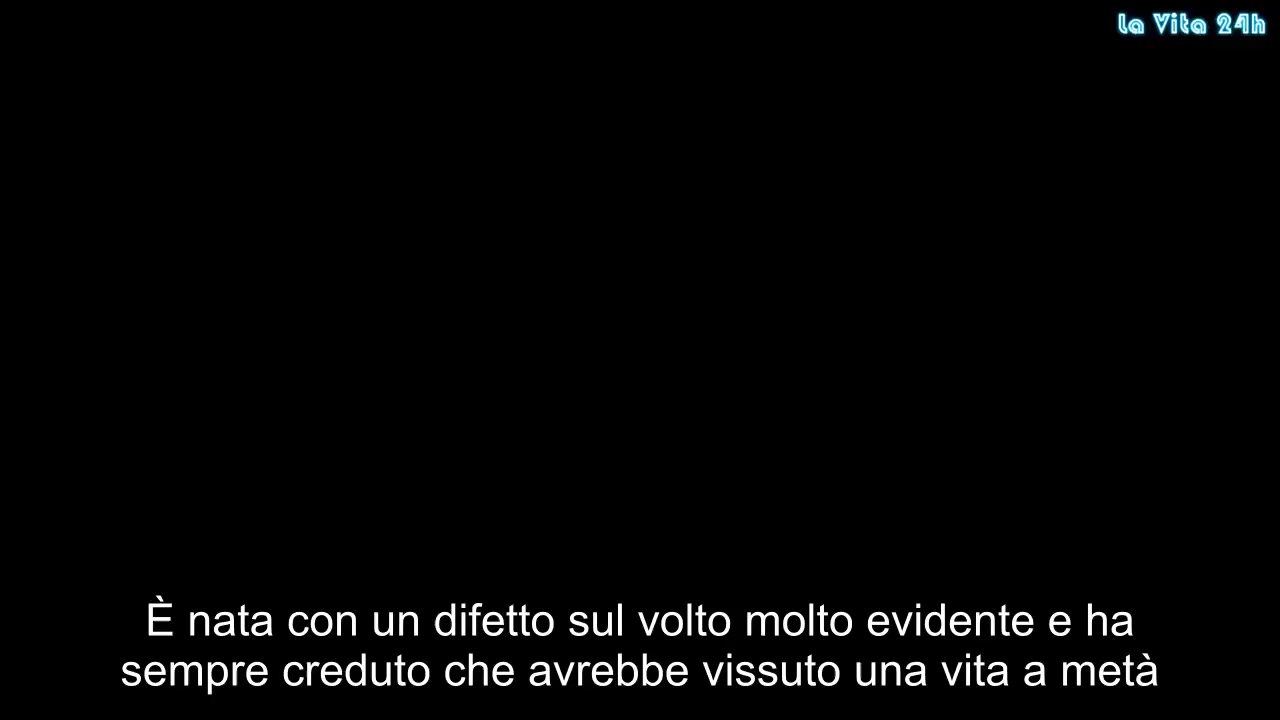 la Vita 24h
È nata con un difetto sul volto molto evidente e ha
sempre creduto che avrebbe vissuto una vita a metà